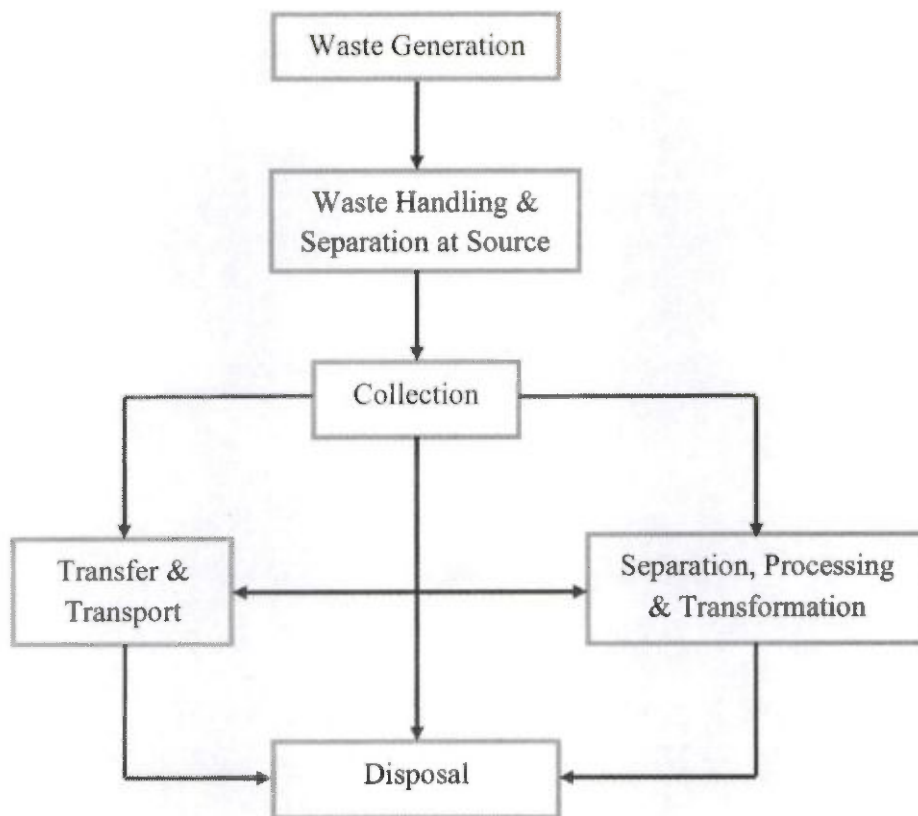 Waste Generation
Waste Handling &
Separation at Source
Collection
Transfer &
Transport
Separation, Processing
& Transformation
Disposal